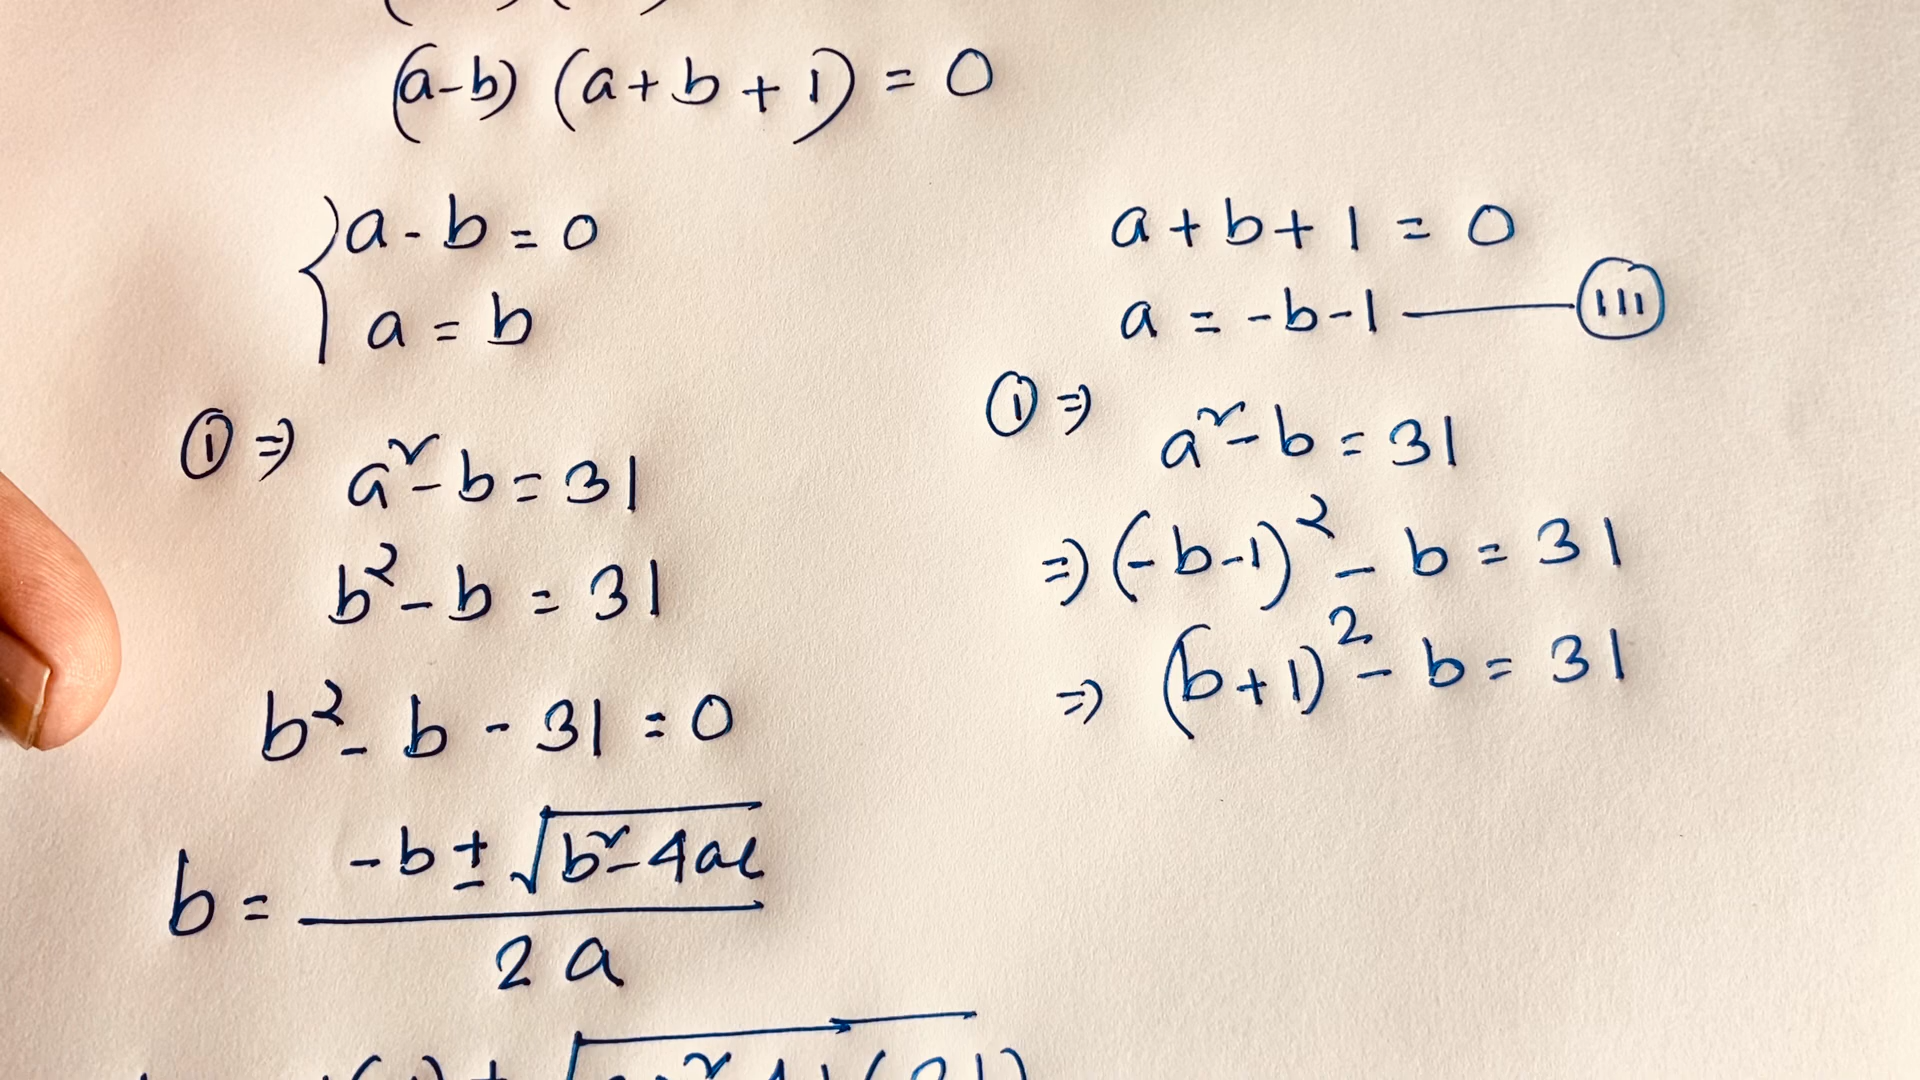 (a-b) (a+b+1) = 0
a - b = 0
a = b
① ⇒ a² - b = 31
b² - b = 31
b² - b - 31 = 0
b = (-b ± √(b² - 4ac)) / 2a
a + b + 1 = 0
a = -b-1 —— (III)
① ⇒ a² - b = 31
⇒ (-b-1)² - b = 31
⇒ (b+1)² - b = 31